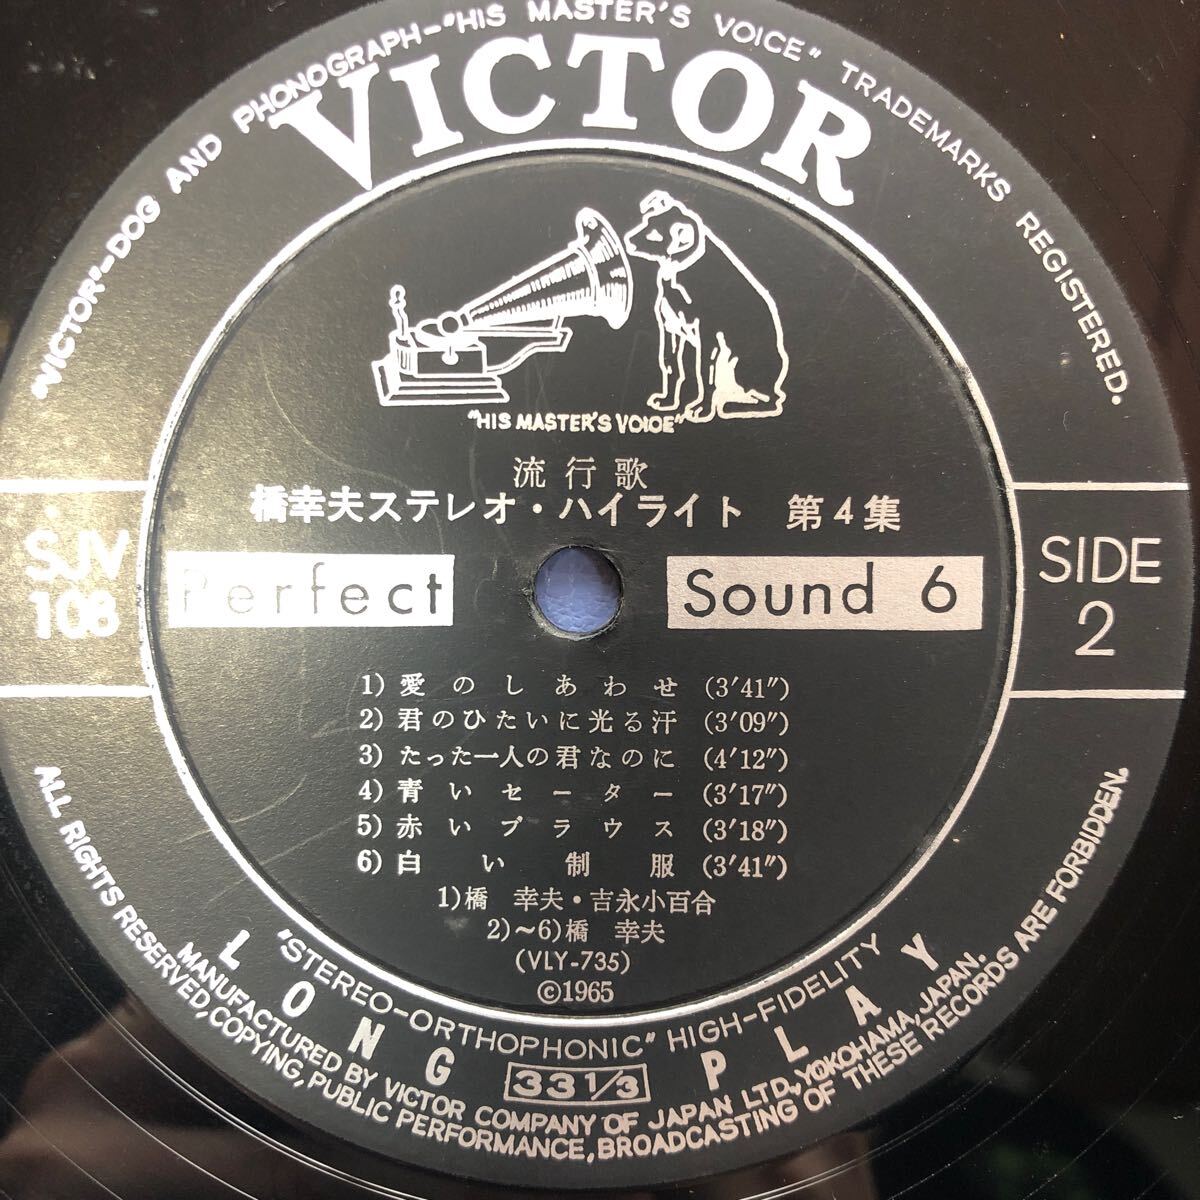 "VICTOR"-DOG AND PHONOGRAPH-"HIS MASTER'S VOICE" TRADEMARKS REGISTERED.
VICTOR
"HIS MASTER'S VOICE"
流行歌
橋幸夫ステレオ・ハイライト 第4集
SJV
108
Perfect Sound 6
SIDE
2
1) 愛のしあわせ (3′41″)
2) 君のひたいに光る汗 (3′09″)
3) たった一人の君なのに (4′12″)
4) 青いセーター (3′17″)
5) 赤いブラウス (3′18″)
6) 白い制服 (3′41″)
1)橋 幸夫・吉永小百合
2)~6)橋 幸夫
(VLY-735)
©1965
"STEREO-ORTHOPHONIC" HIGH-FIDELITY
LONG 33 1/3 PLAY
MANUFACTURED BY VICTOR COMPANY OF JAPAN LTD., YOKOHAMA, JAPAN.
ALL RIGHTS RESERVED, COPYING, PUBLIC PERFORMANCE, BROADCASTING OF THESE RECORDS ARE FORBIDDEN.